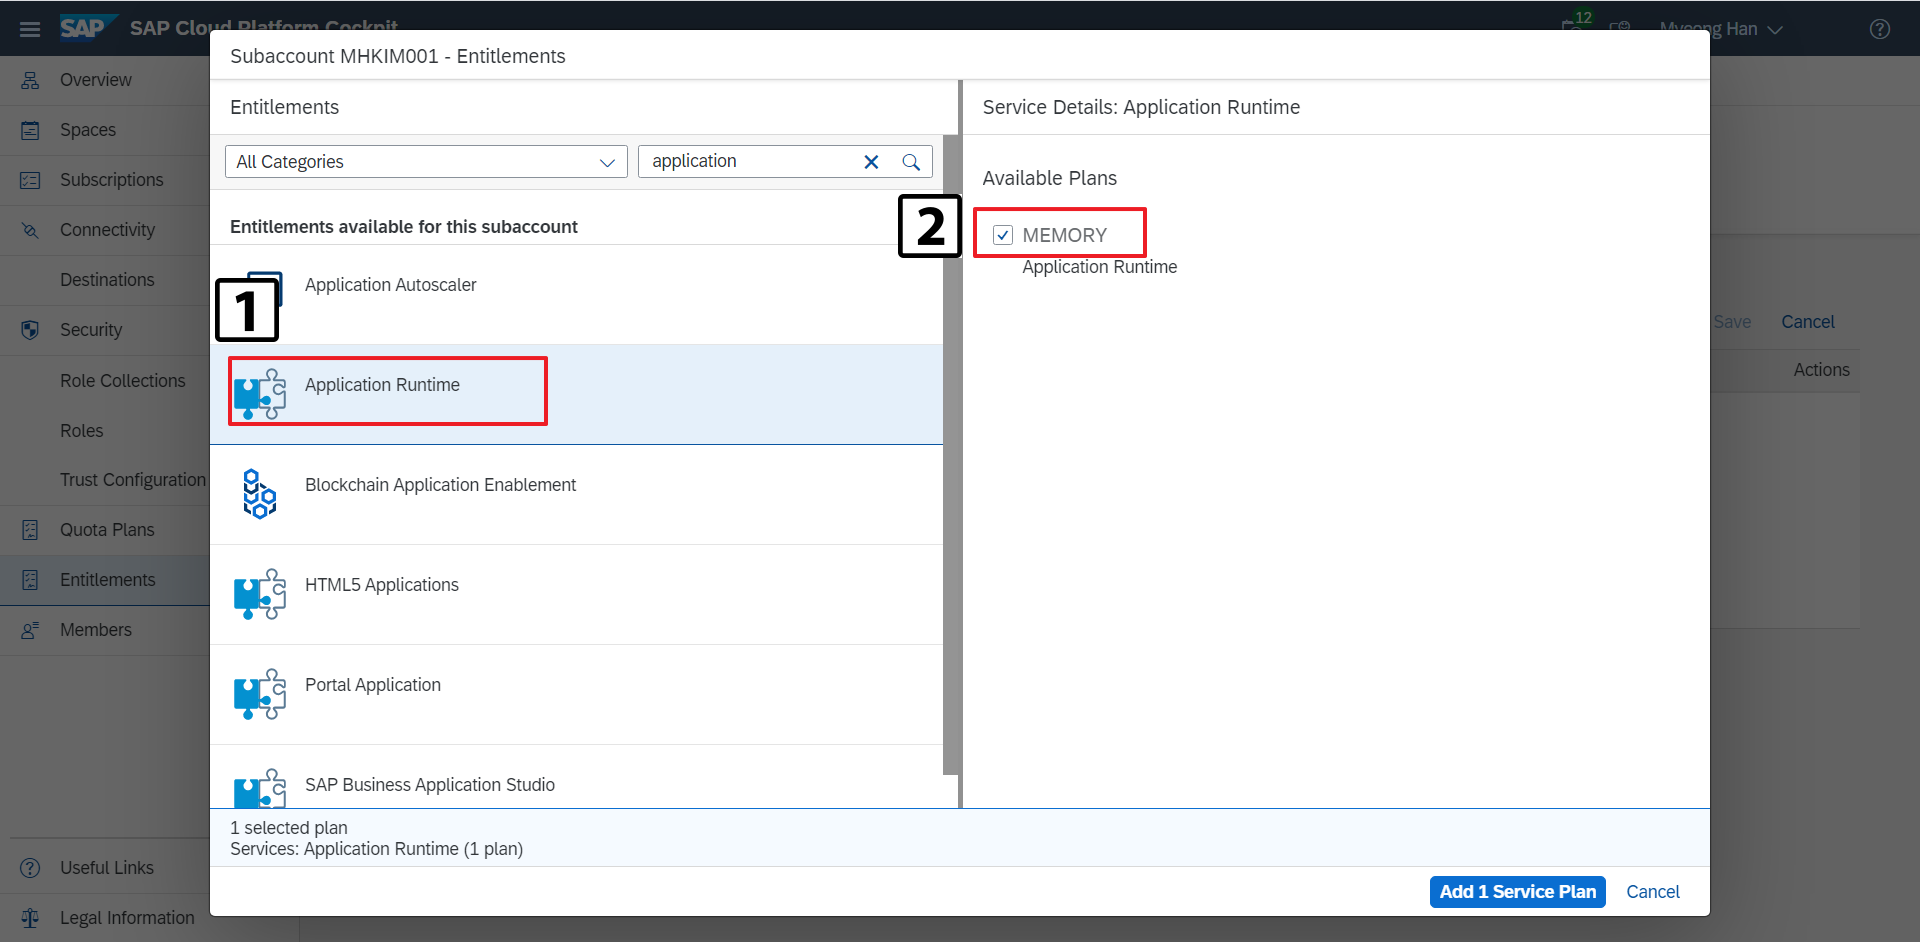 SAP
SAP Cloud Platform Cockpit
12
Myeong Han
Subaccount MHKIM001 - Entitlements
Overview
Spaces
Subscriptions
Connectivity
Destinations
Security
Role Collections
Roles
Trust Configuration
Quota Plans
Entitlements
Members
Useful Links
Legal Information
Entitlements
All Categories
application
Entitlements available for this subaccount
Application Autoscaler
1
Application Runtime
Blockchain Application Enablement
HTML5 Applications
Portal Application
SAP Business Application Studio
Service Details: Application Runtime
Available Plans
2
MEMORY
Application Runtime
Save
Cancel
Actions
1 selected plan
Services: Application Runtime (1 plan)
Add 1 Service Plan
Cancel